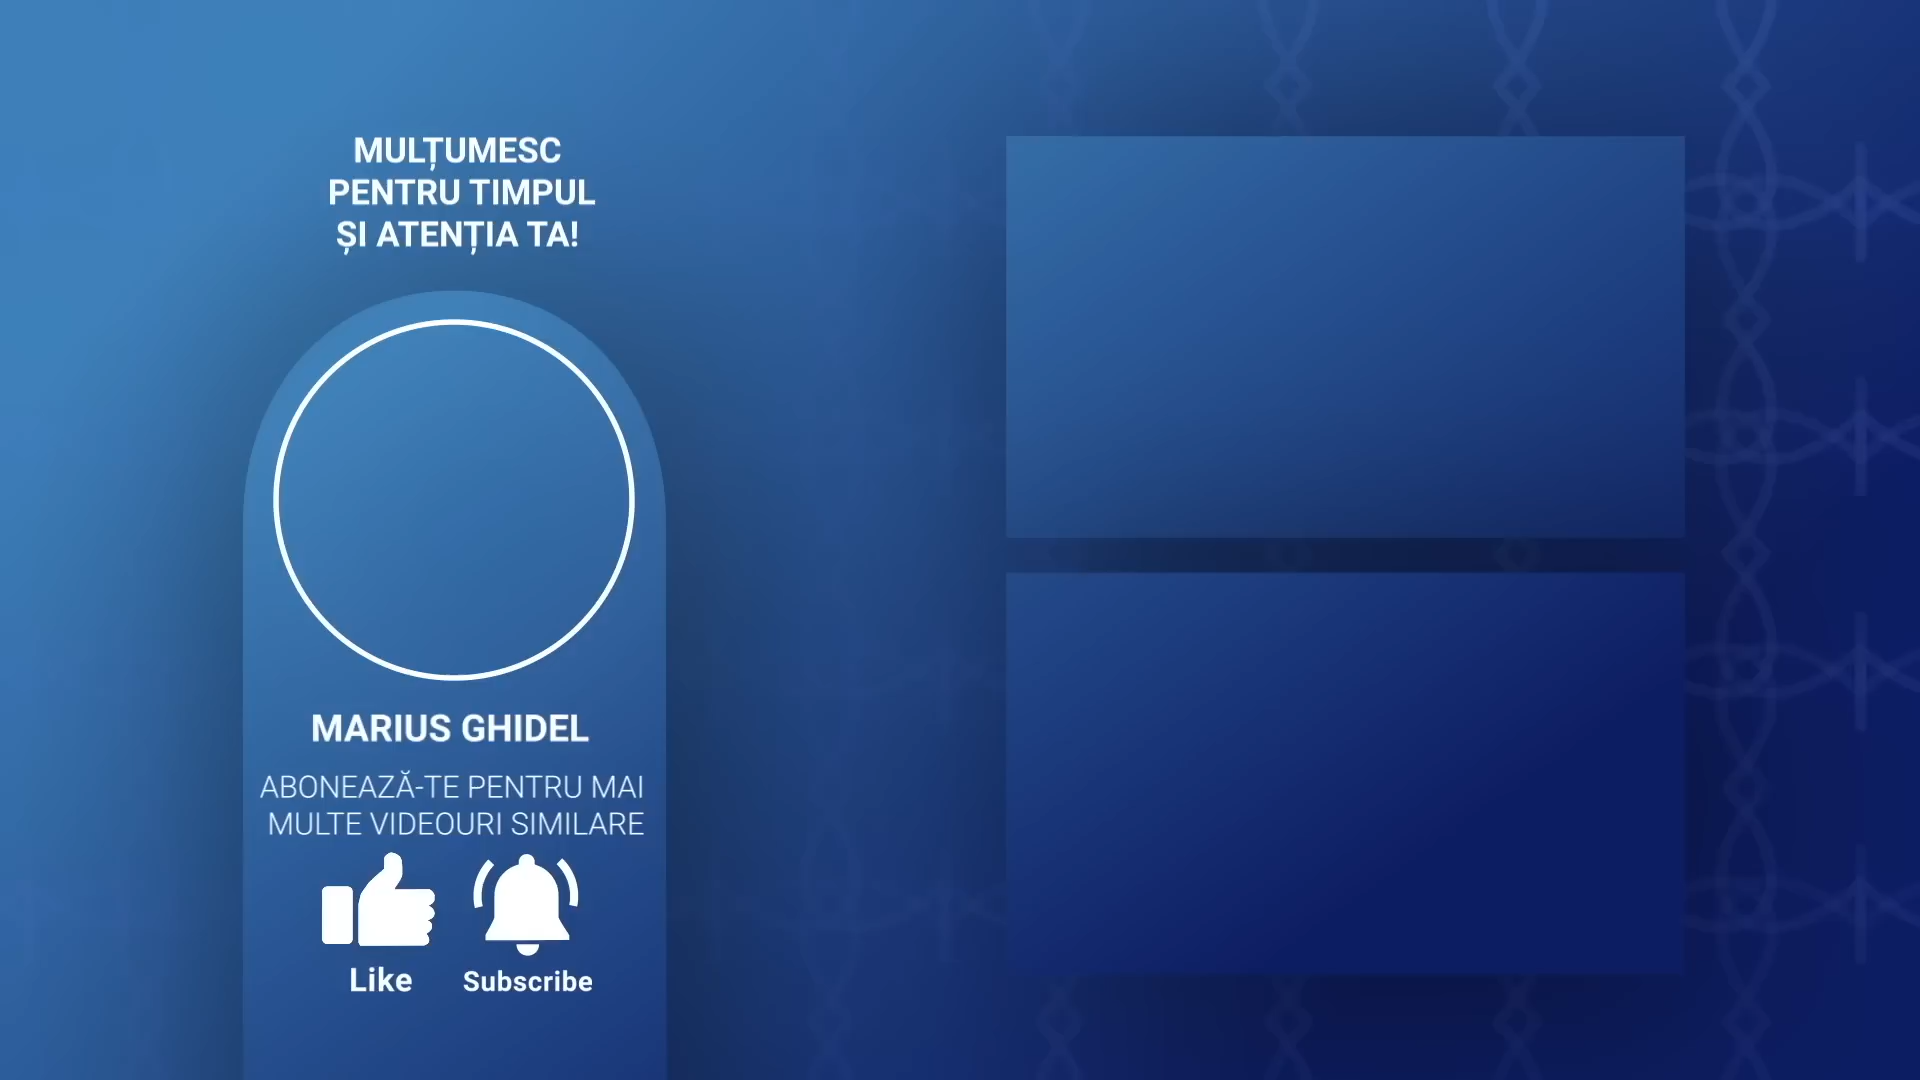 MULȚUMESC
PENTRU TIMPUL
ȘI ATENȚIA TA!
MARIUS GHIDEL
ABONEAZĂ-TE PENTRU MAI
MULTE VIDEOURI SIMILARE
Like
Subscribe